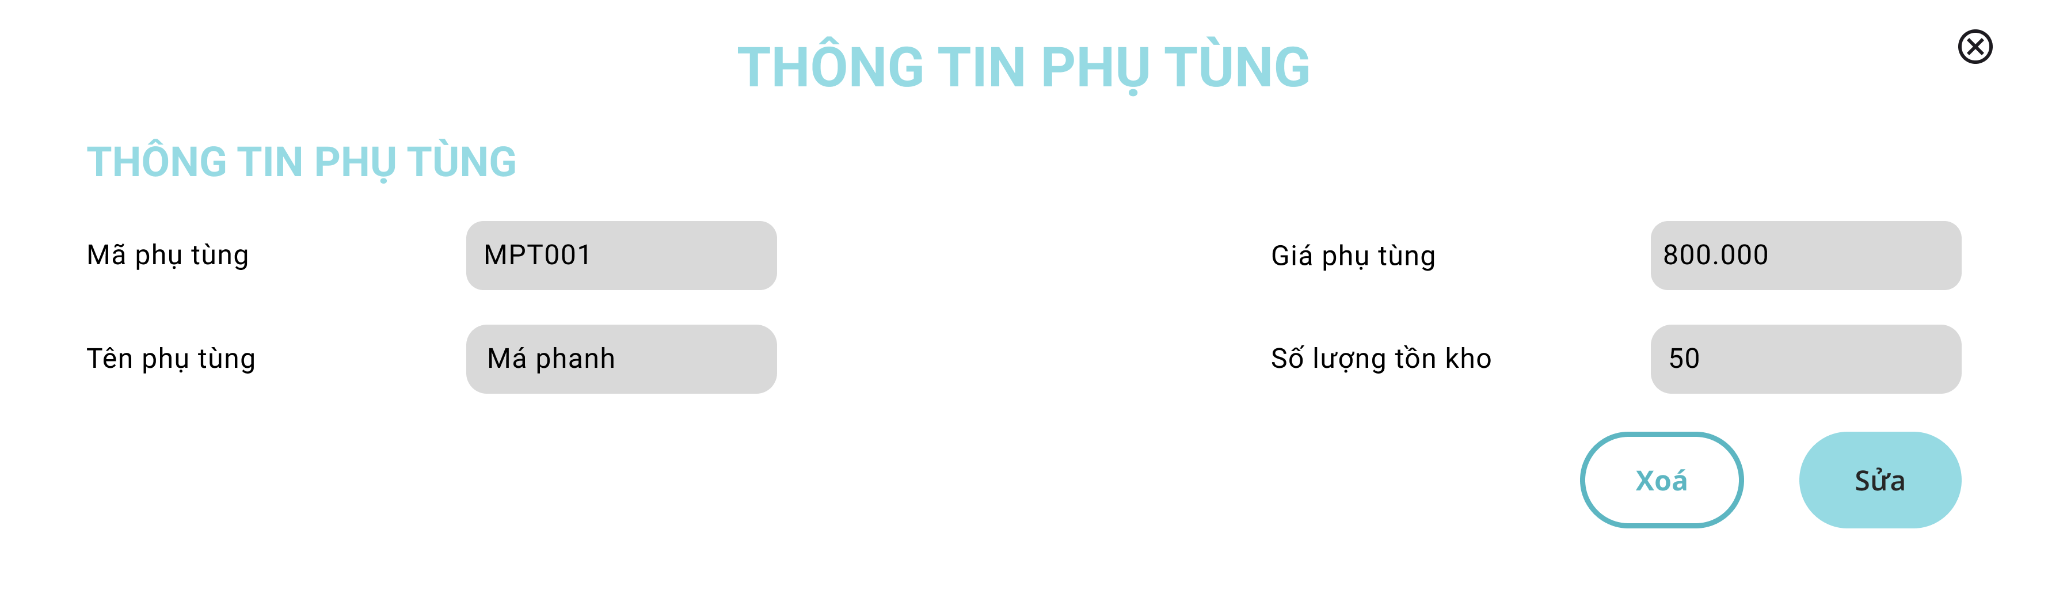 THÔNG TIN PHỤ TÙNG
THÔNG TIN PHỤ TÙNG
Mã phụ tùng MPT001 Giá phụ tùng 800.000
Tên phụ tùng Má phanh Số lượng tồn kho 50
Xoá Sửa